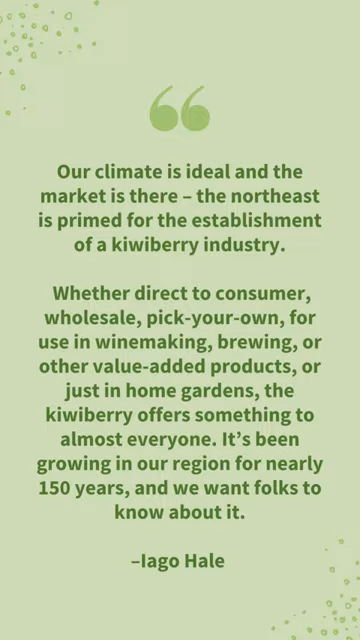 Our climate is ideal and the
market is there – the northeast
is primed for the establishment
of a kiwiberry industry.
Whether direct to consumer,
wholesale, pick-your-own, for
use in winemaking, brewing, or
other value-added products, or
just in home gardens, the
kiwiberry offers something to
almost everyone. It’s been
growing in our region for nearly
150 years, and we want folks to
know about it.
–Iago Hale